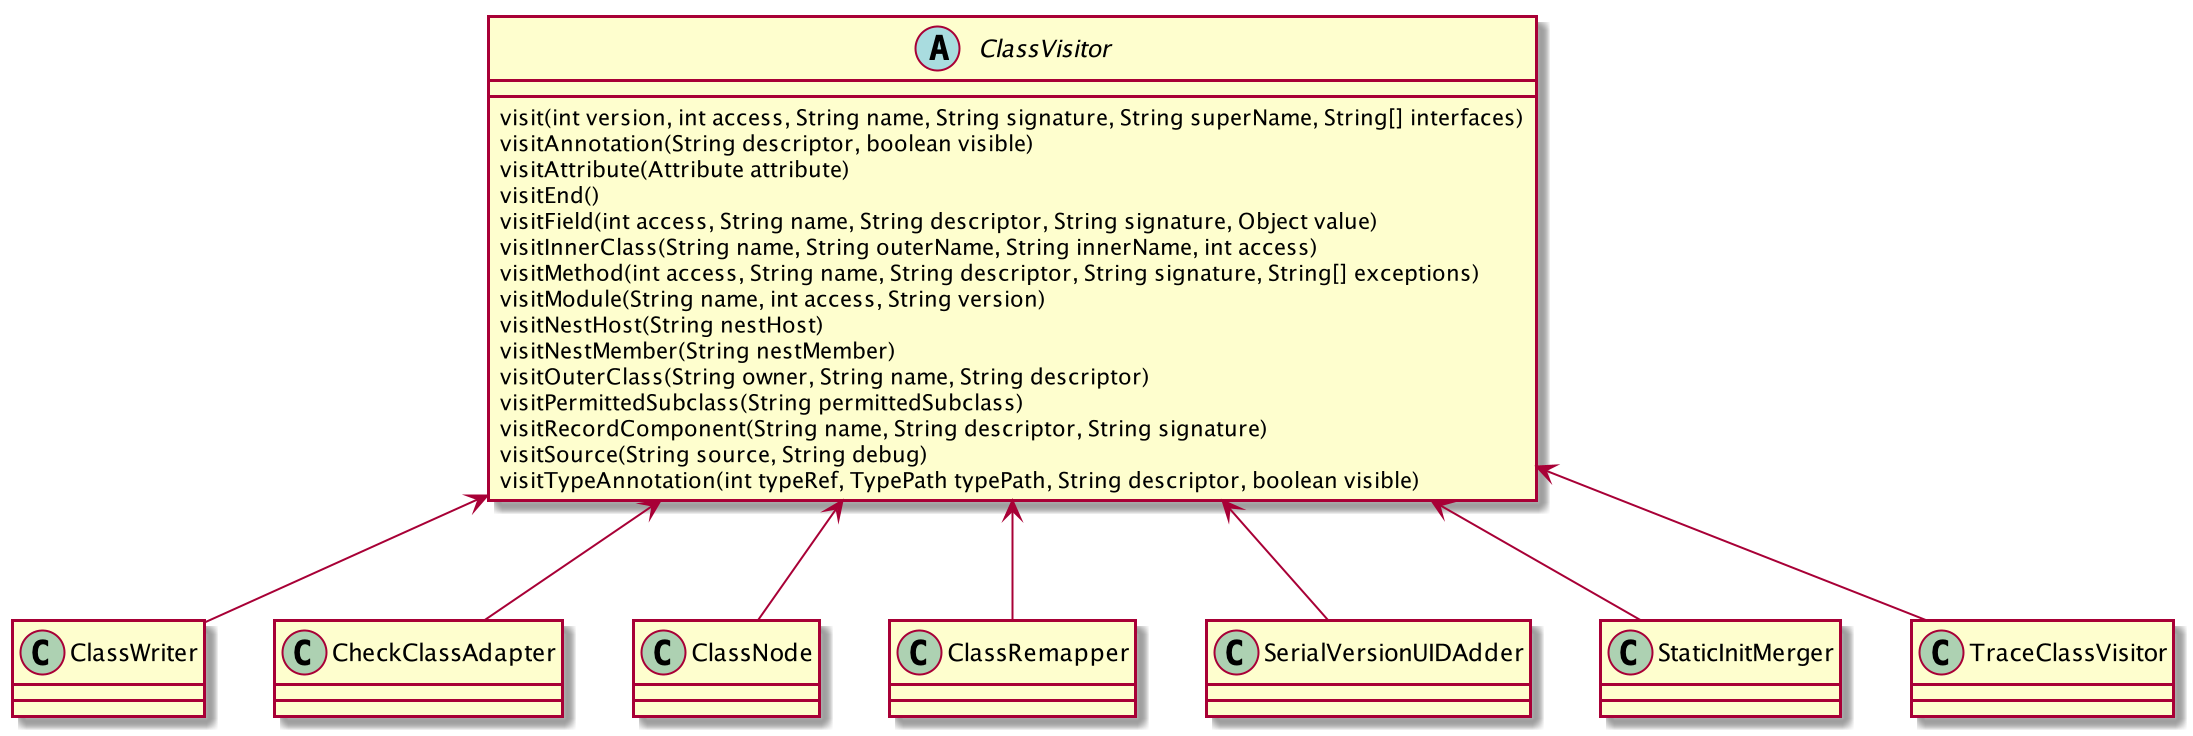 A ClassVisitor
visit(int version, int access, String name, String signature, String superName, String[] interfaces)
visitAnnotation(String descriptor, boolean visible)
visitAttribute(Attribute attribute)
visitEnd()
visitField(int access, String name, String descriptor, String signature, Object value)
visitInnerClass(String name, String outerName, String innerName, int access)
visitMethod(int access, String name, String descriptor, String signature, String[] exceptions)
visitModule(String name, int access, String version)
visitNestHost(String nestHost)
visitNestMember(String nestMember)
visitOuterClass(String owner, String name, String descriptor)
visitPermittedSubclass(String permittedSubclass)
visitRecordComponent(String name, String descriptor, String signature)
visitSource(String source, String debug)
visitTypeAnnotation(int typeRef, TypePath typePath, String descriptor, boolean visible)
C ClassWriter
C CheckClassAdapter
C ClassNode
C ClassRemapper
C SerialVersionUIDAdder
C StaticInitMerger
C TraceClassVisitor